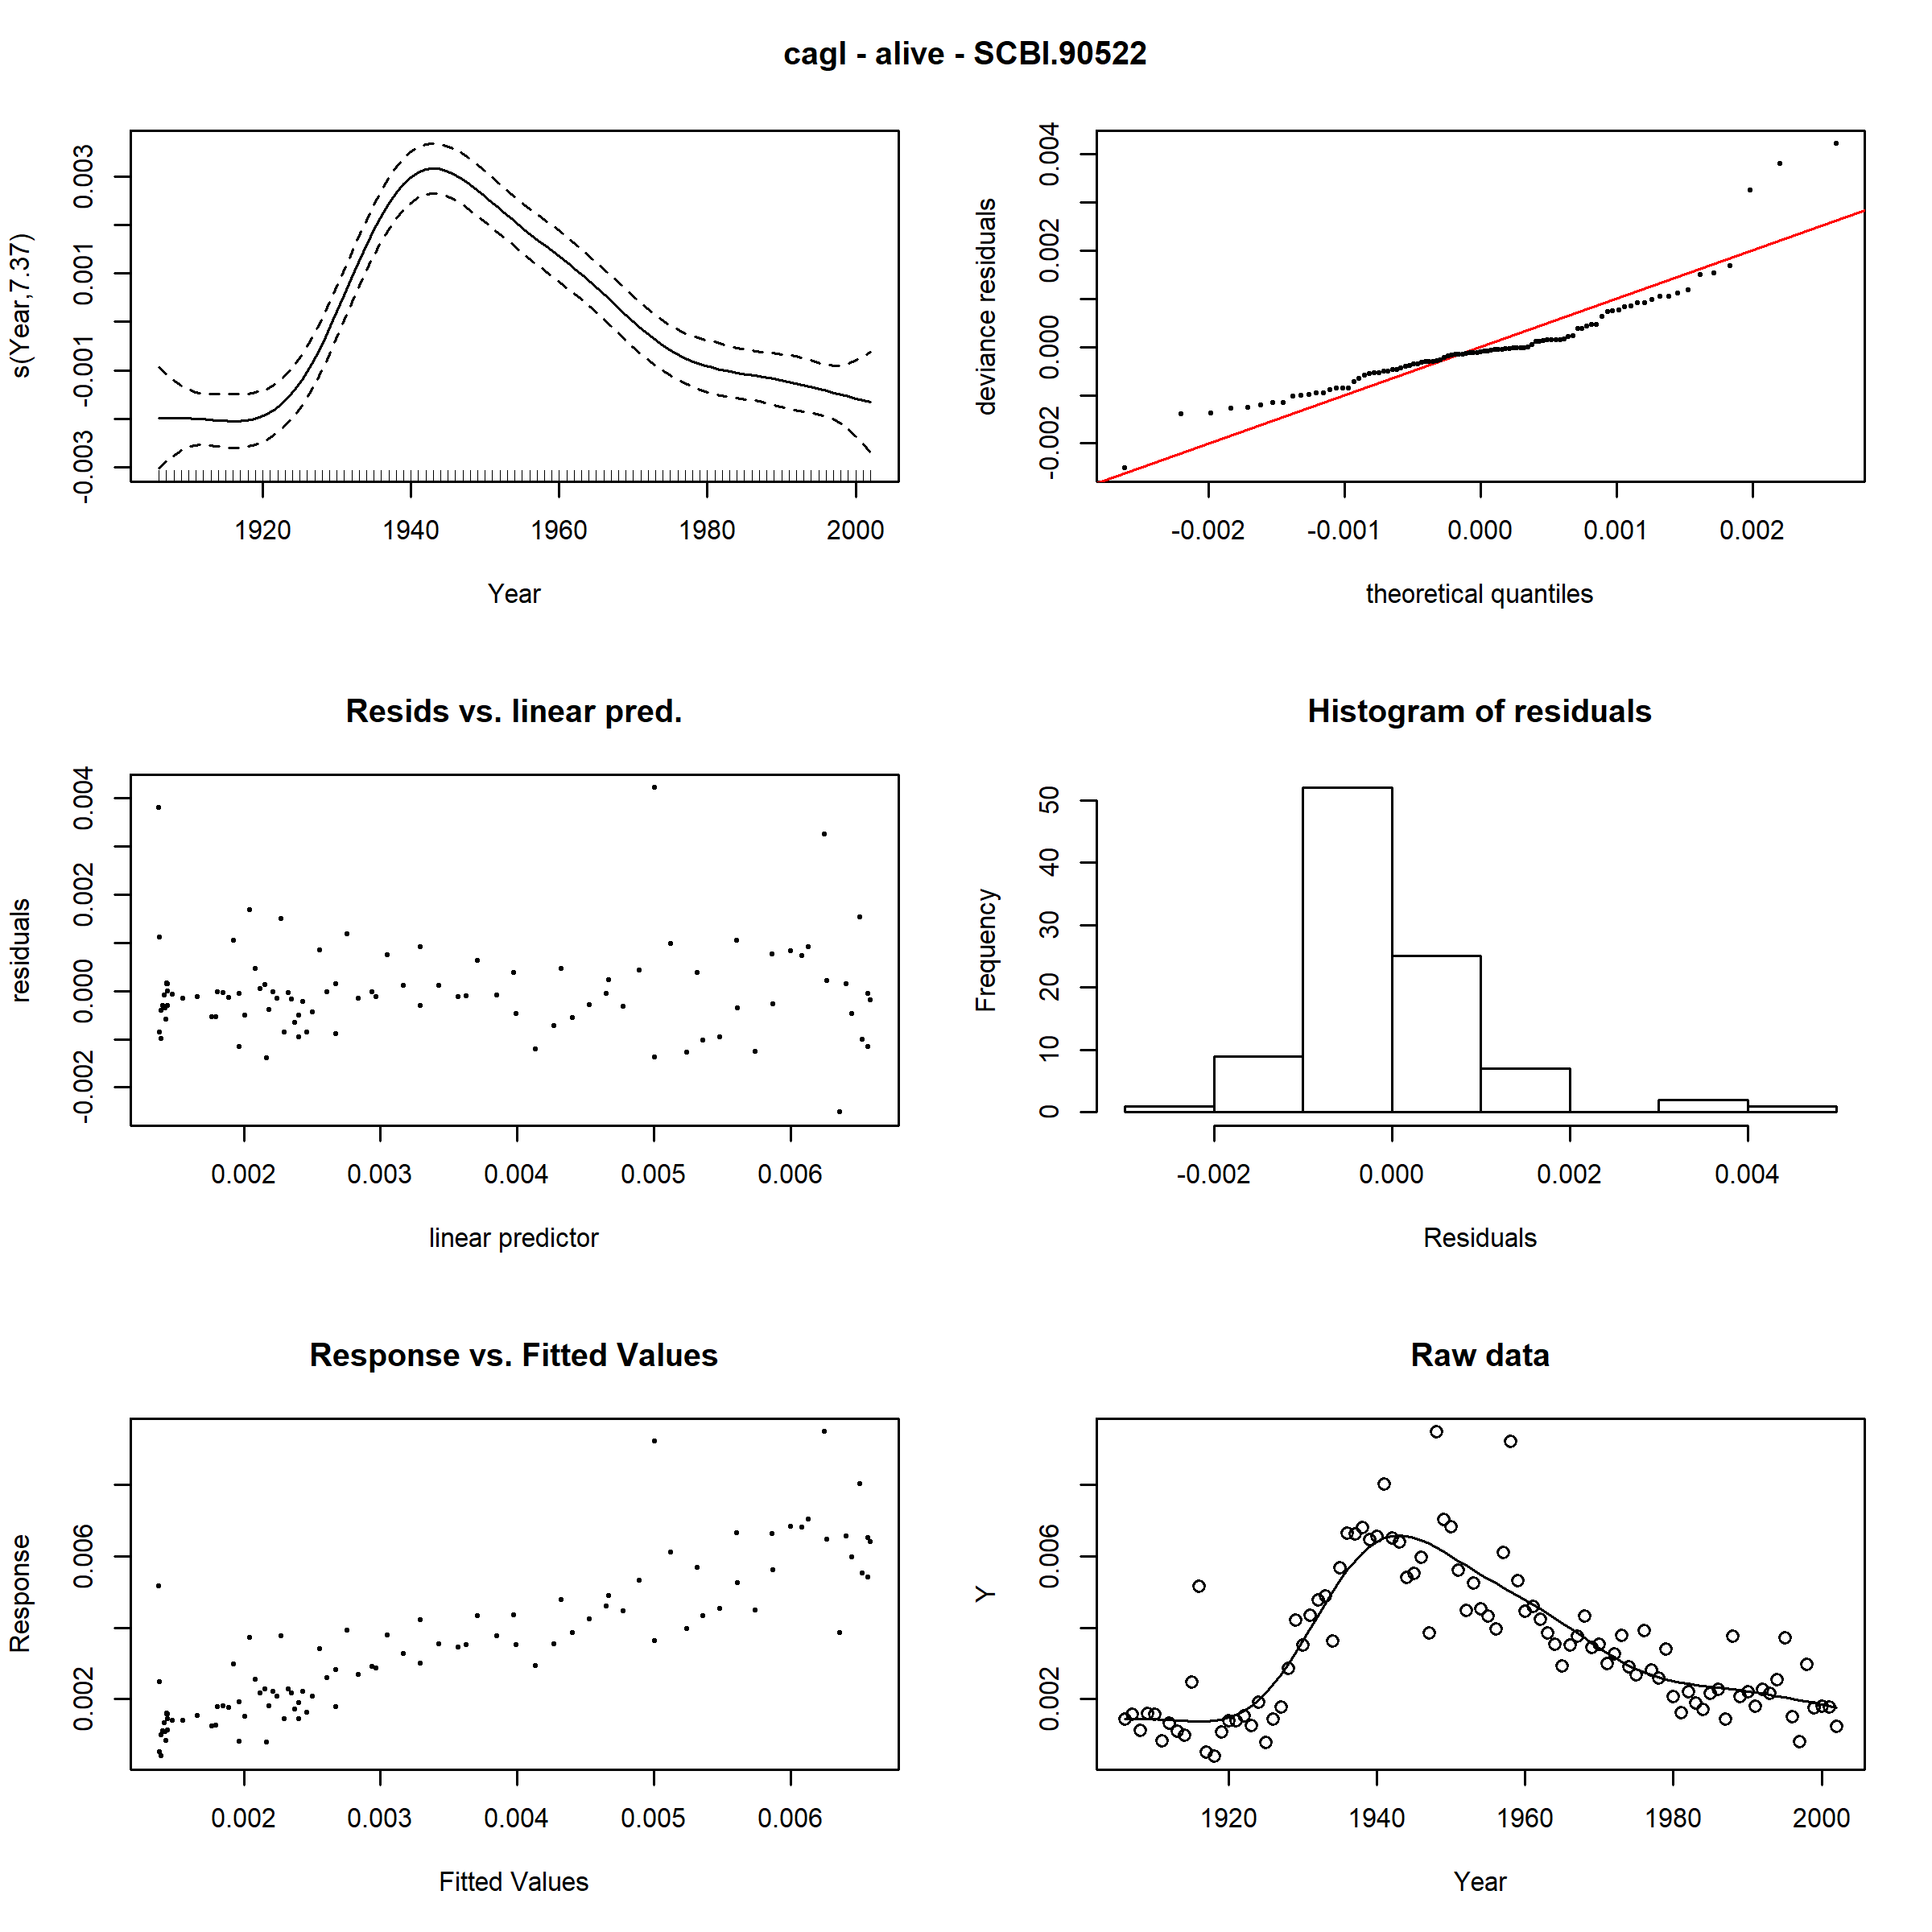 cagl - alive - SCBI.90522
s(Year,7.37)
-0.003 -0.001 0.001 0.003
1920 1940 1960 1980 2000
Year
deviance residuals
-0.002 0.000 0.002 0.004
-0.002 -0.001 0.000 0.001 0.002
theoretical quantiles
Resids vs. linear pred.
residuals
-0.002 0.000 0.002 0.004
0.002 0.003 0.004 0.005 0.006
linear predictor
Histogram of residuals
Frequency
0 10 20 30 40 50
-0.002 0.000 0.002 0.004
Residuals
Response vs. Fitted Values
Response
0.002 0.006
0.002 0.003 0.004 0.005 0.006
Fitted Values
Raw data
Y
0.002 0.006
1920 1940 1960 1980 2000
Year